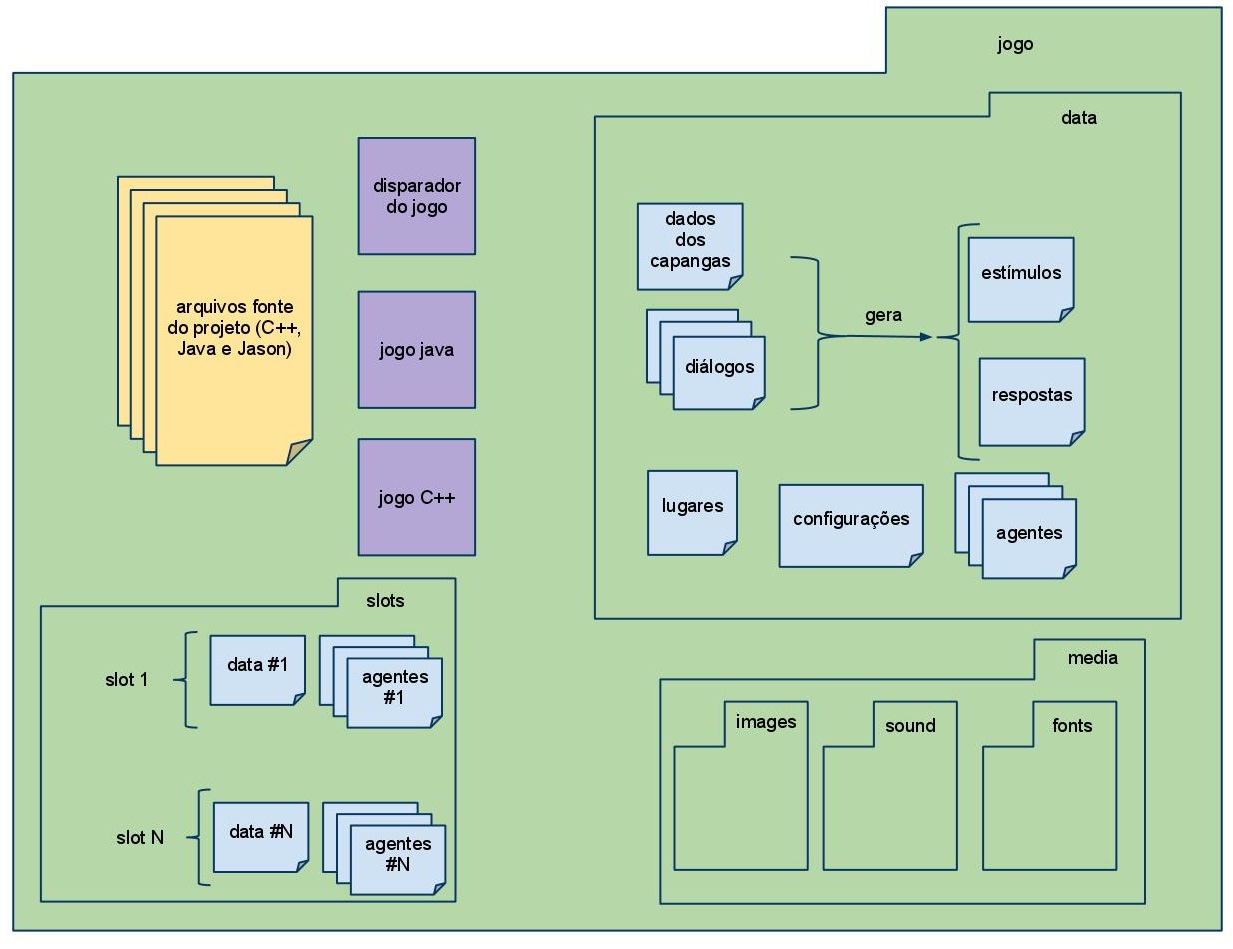 jogo
data
disparador
do jogo
arquivos fonte
do projeto (C++,
Java e Jason)
jogo java
jogo C++
dados
dos
capangas
diálogos
gera
estímulos
respostas
lugares
configurações
agentes
slots
slot 1
data #1
agentes
#1
slot N
data #N
agentes
#N
media
images
sound
fonts